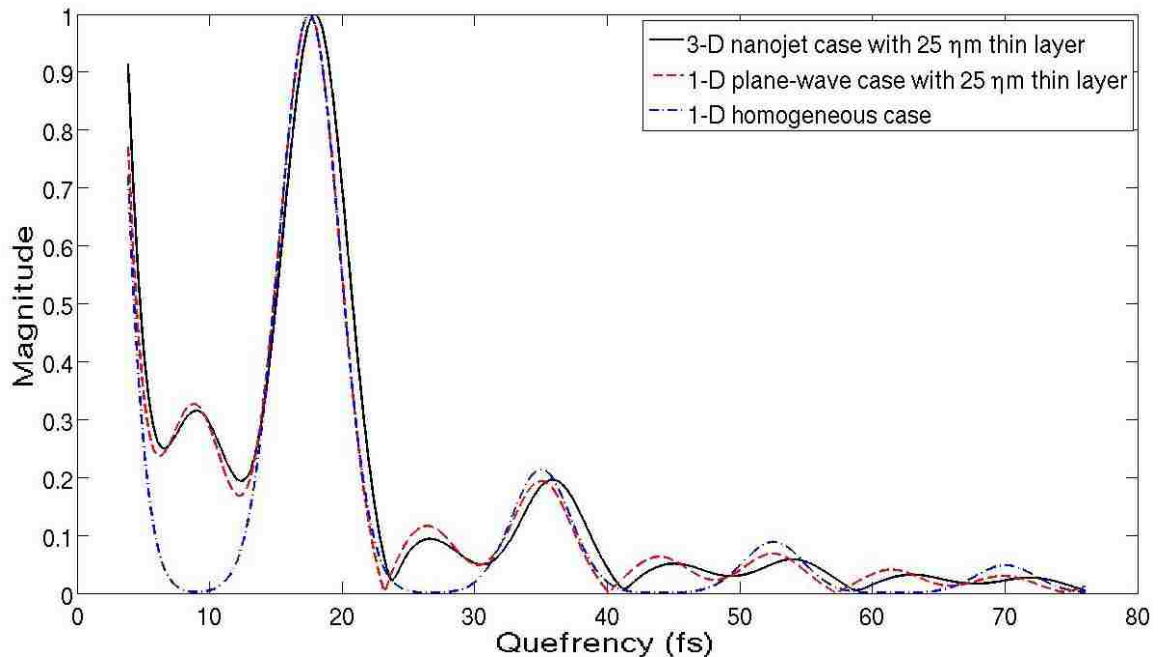 3-D nanojet case with 25 ηm thin layer
1-D plane-wave case with 25 ηm thin layer
1-D homogeneous case
Magnitude
1
0.9
0.8
0.7
0.6
0.5
0.4
0.3
0.2
0.1
0
0 10 20 30 40 50 60 70 80
Quefrency (fs)